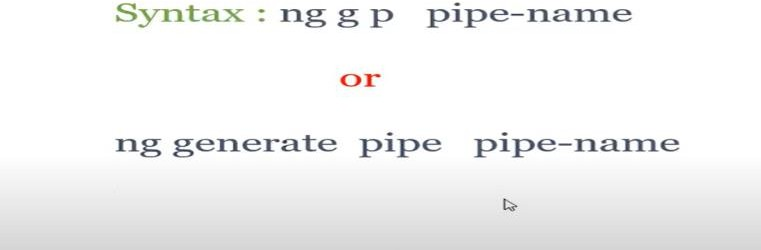 Syntax : ng g p pipe-name
or
ng generate pipe pipe-name